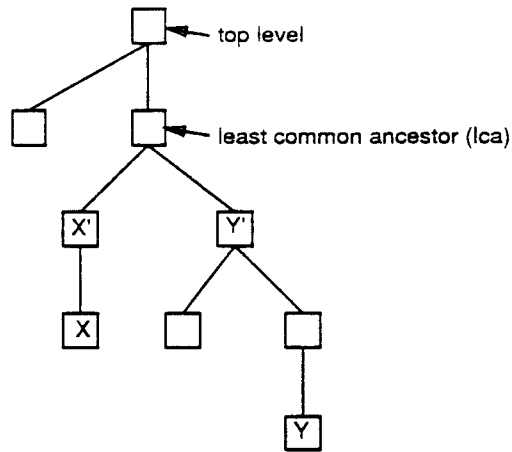 top level
least common ancestor (lca)
X' Y'
X
Y